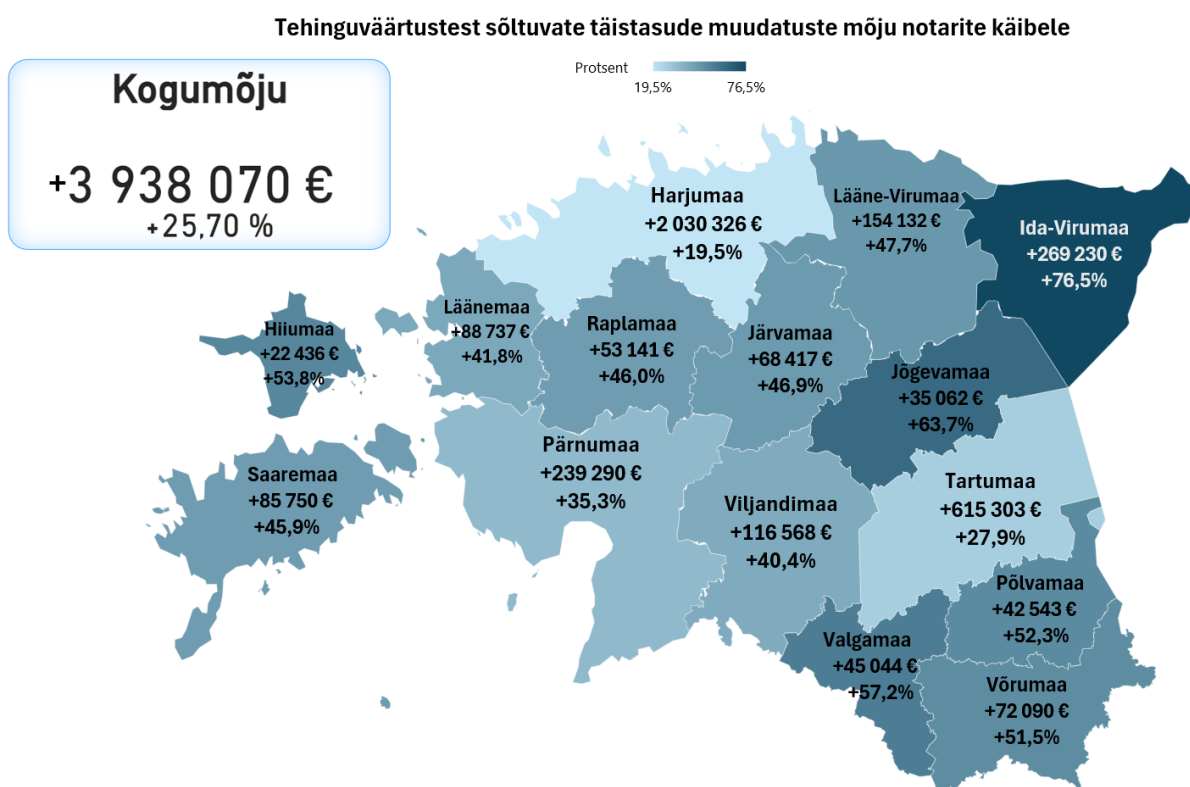 Tehinguväärtustest sõltuvate täistasude muudatuste mõju notarite käibele
Kogumõju
+3 938 070 €
+25,70 %
Protsent
19,5%
76,5%
Harjumaa
+2 030 326 €
+19,5%
Lääne-Virumaa
+154 132 €
+47,7%
Ida-Virumaa
+269 230 €
+76,5%
Hiiumaa
+22 436 €
+53,8%
Läänemaa
+88 737 €
+41,8%
Raplamaa
+53 141 €
+46,0%
Järvamaa
+68 417 €
+46,9%
Jõgevamaa
+35 062 €
+63,7%
Saaremaa
+85 750 €
+45,9%
Pärnumaa
+239 290 €
+35,3%
Viljandimaa
+116 568 €
+40,4%
Tartumaa
+615 303 €
+27,9%
Põlvamaa
+42 543 €
+52,3%
Valgamaa
+45 044 €
+57,2%
Võrumaa
+72 090 €
+51,5%